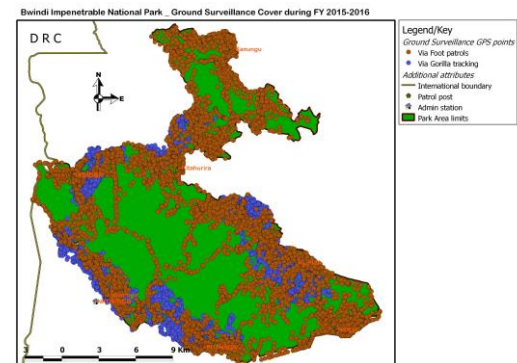 Bwindi Impenetrable National Park _ Ground Surveillance Cover during FY 2015-2016
D R C
N
E
3 0 3 6 9 Km
Legend/Key
Ground Surveillance GPS points
Via Foot patrols
Via Gorilla tracking
Additional attributes
International boundary
Patrol post
Admin station
Park Area limits